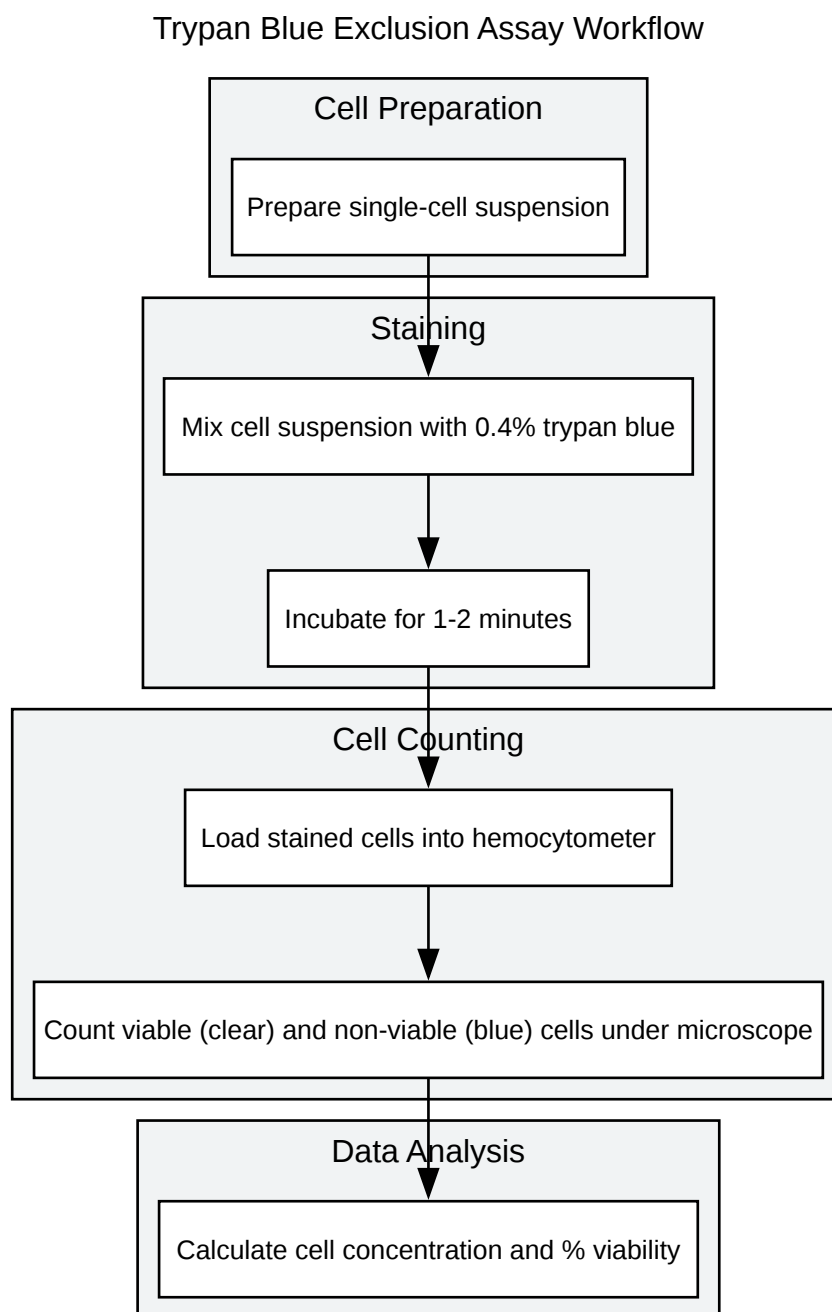 Trypan Blue Exclusion Assay Workflow
Cell Preparation
Prepare single-cell suspension
Staining
Mix cell suspension with 0.4% trypan blue
Incubate for 1-2 minutes
Cell Counting
Load stained cells into hemocytometer
Count viable (clear) and non-viable (blue) cells under microscope
Data Analysis
Calculate cell concentration and % viability